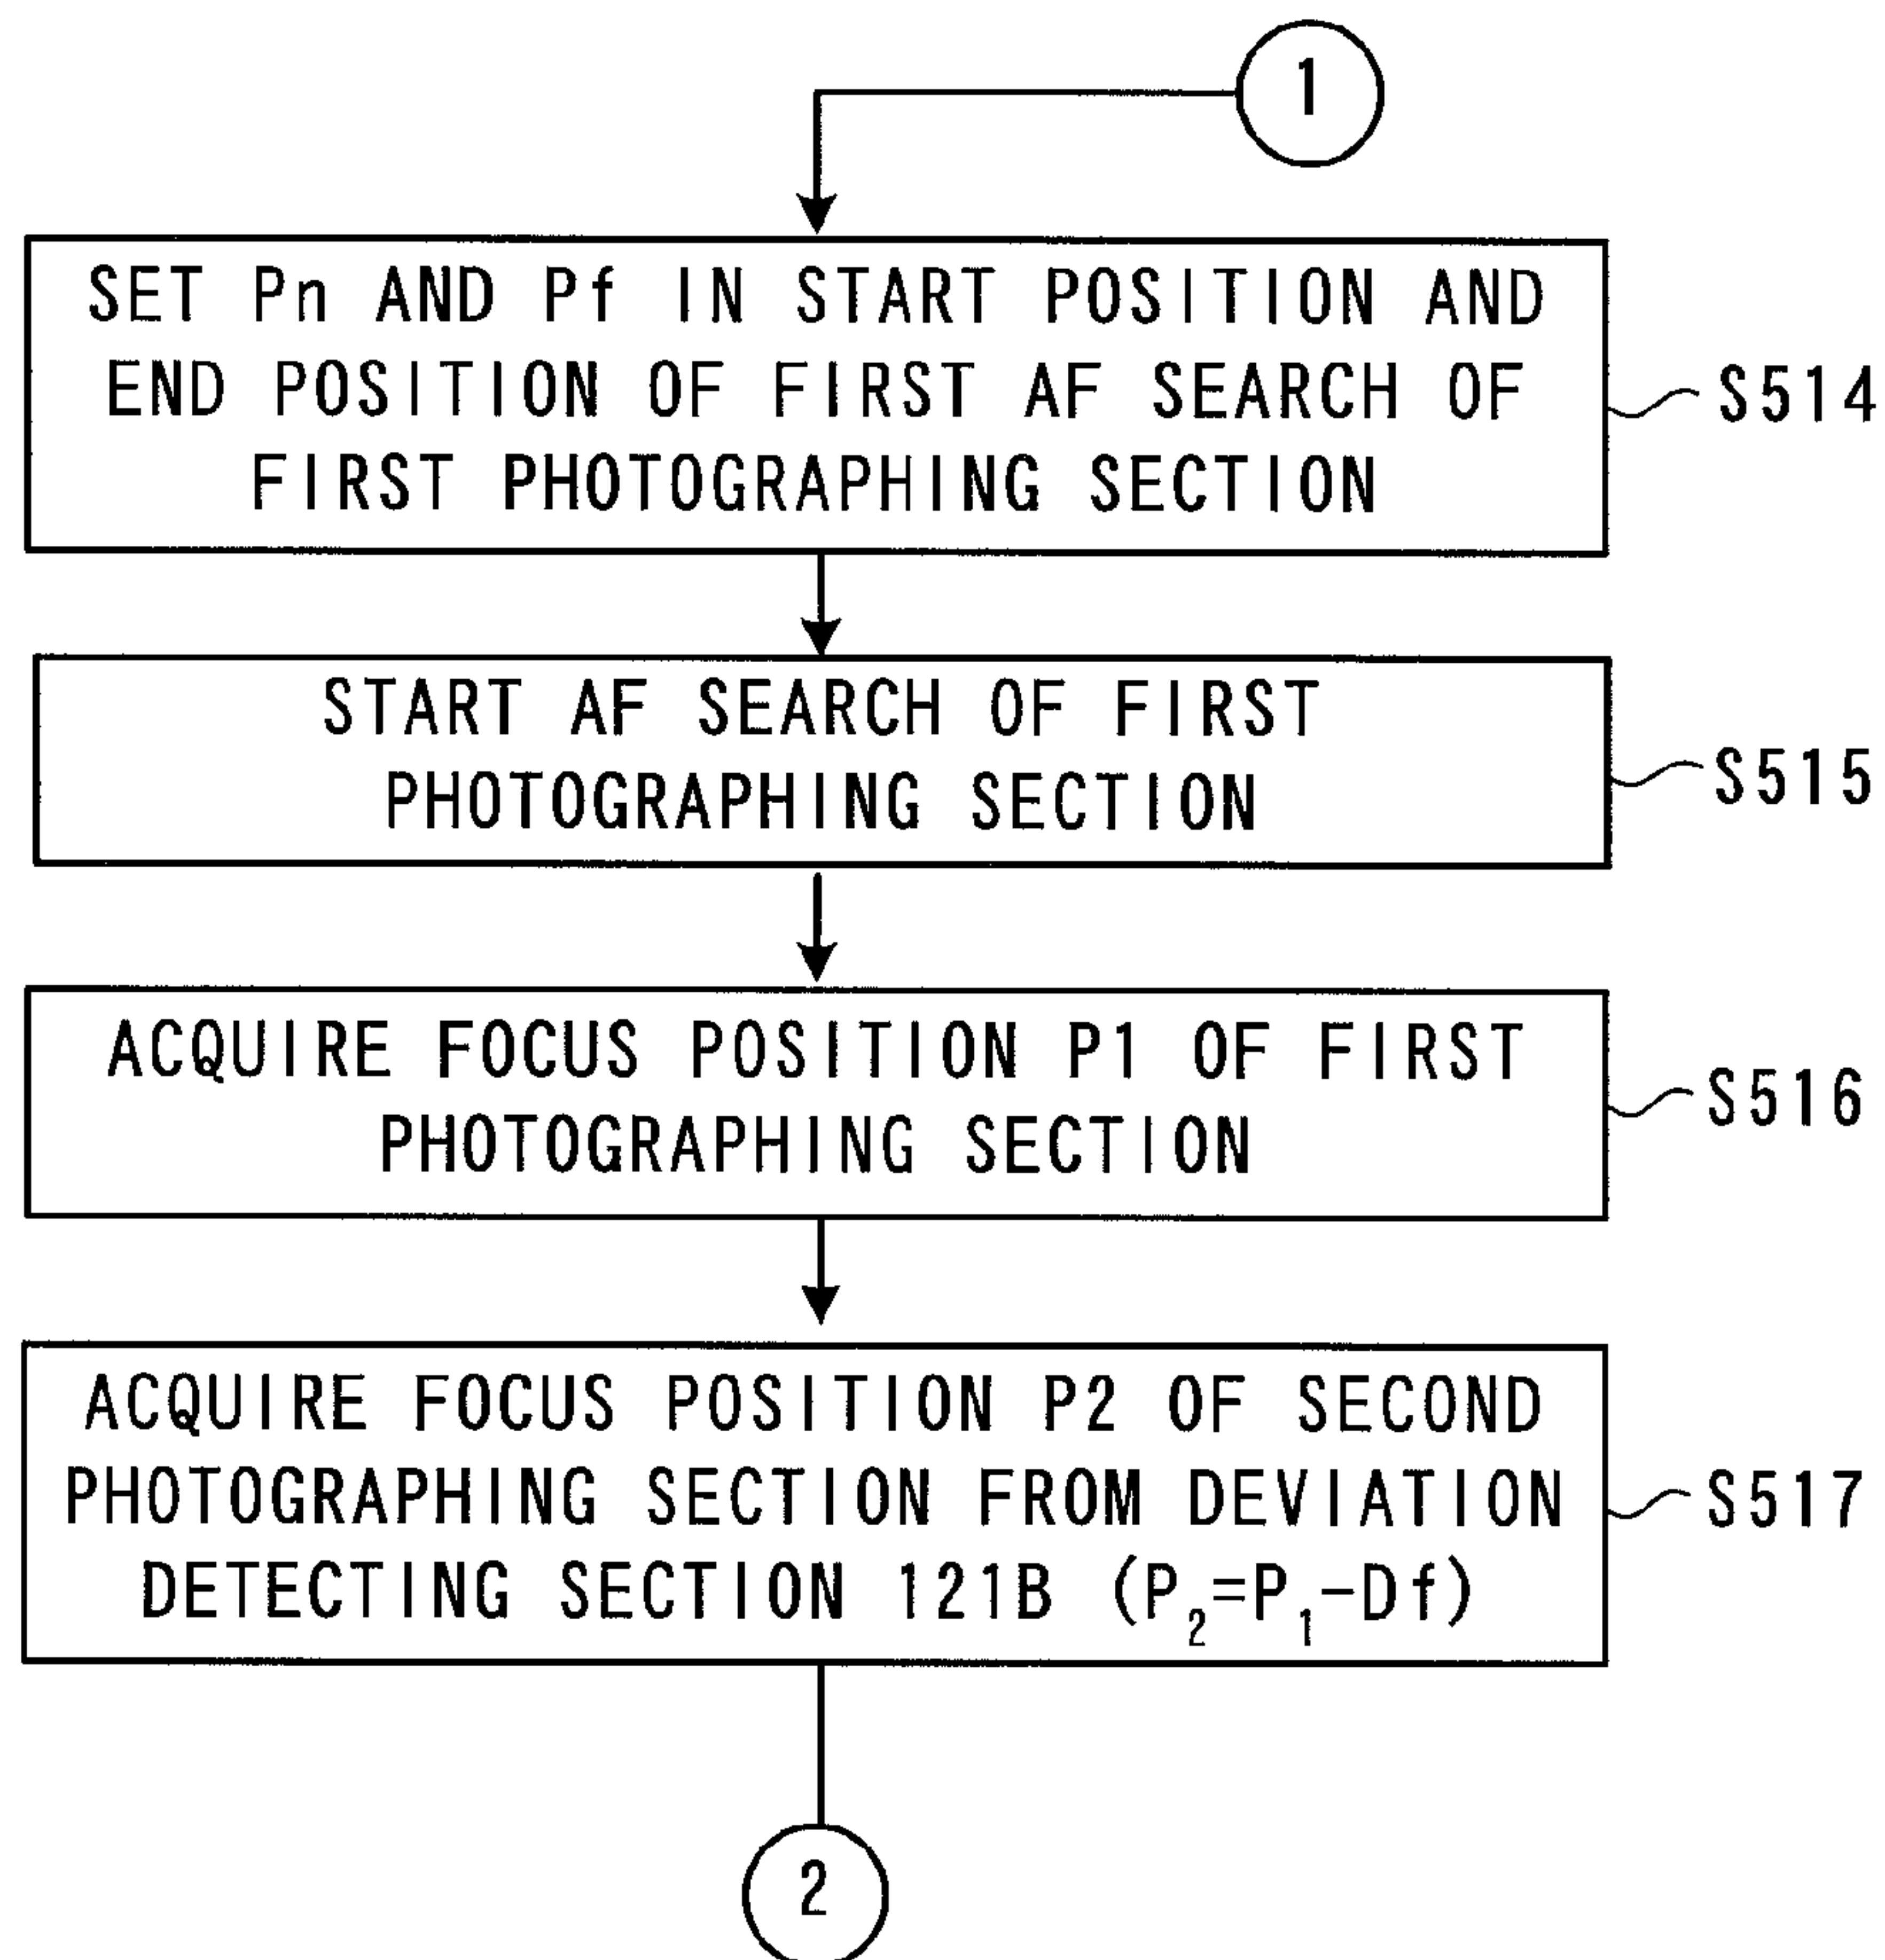 1
SET Pn AND Pf IN START POSITION AND
END POSITION OF FIRST AF SEARCH OF
FIRST PHOTOGRAPHING SECTION
S514
START AF SEARCH OF FIRST
PHOTOGRAPHING SECTION
S515
ACQUIRE FOCUS POSITION P1 OF FIRST
PHOTOGRAPHING SECTION
S516
ACQUIRE FOCUS POSITION P2 OF SECOND
PHOTOGRAPHING SECTION FROM DEVIATION
DETECTING SECTION 121B (P₂=P₁-Df)
S517
2